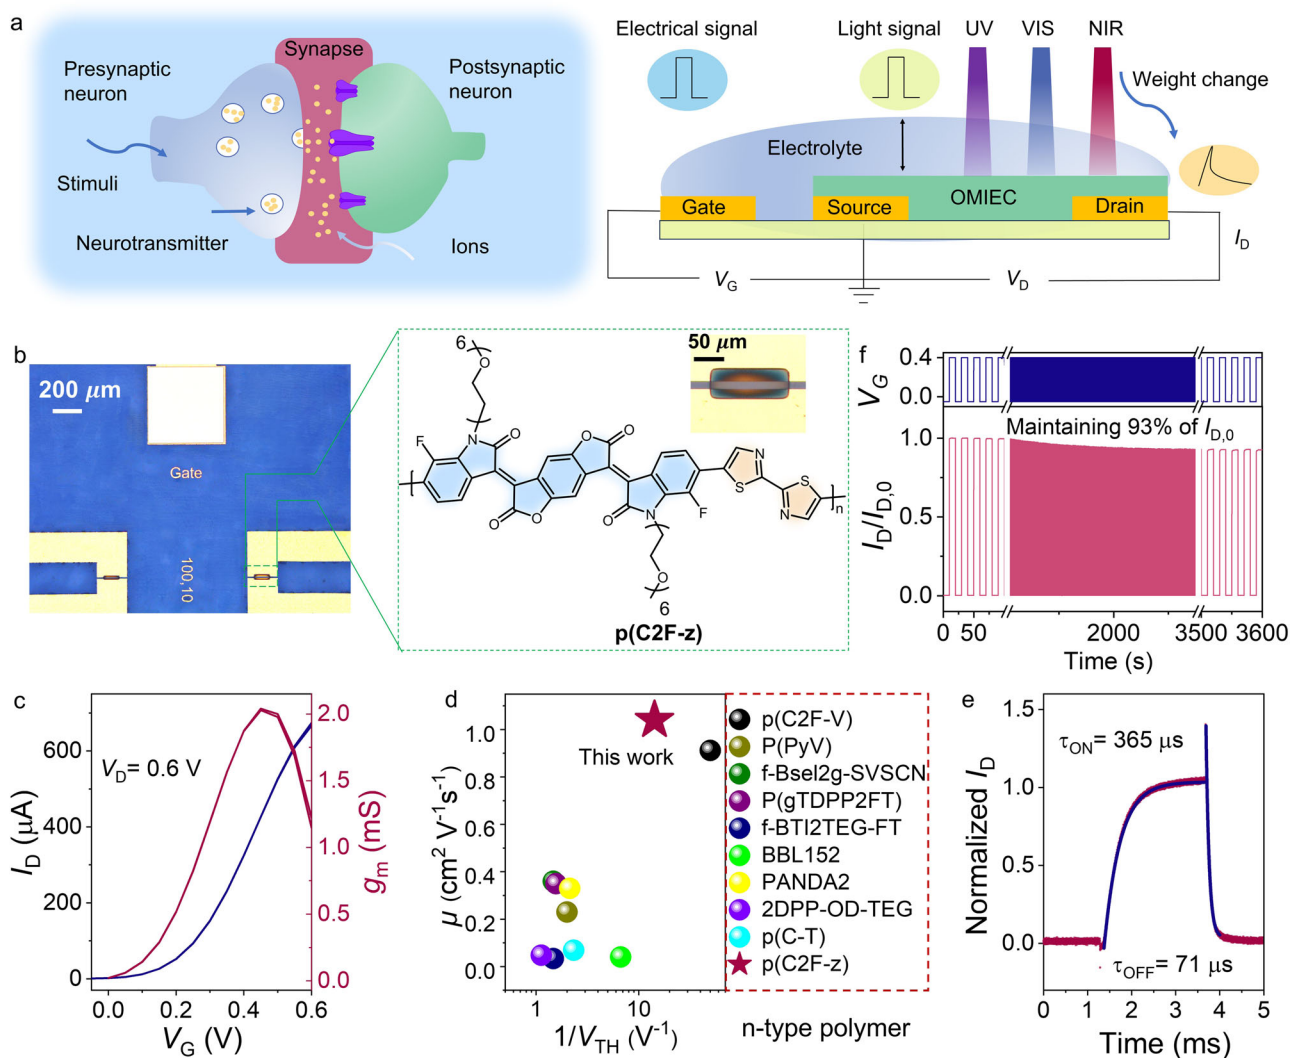 a
Synapse
Presynaptic
neuron
Postsynaptic
neuron
Stimuli
Neurotransmitter
Ions
Electrical signal
Light signal
UV
VIS
NIR
Weight change
Electrolyte
Gate
Source
OMIEC
Drain
I_D
V_G
V_D
b
200 μm
Gate
100,10
50 μm
6
O
N
O
O
O
F
N
S
S
N
O
O
O
N
F
n
O
6
p(C2F-z)
f
V_G
0.4
0.0
Maintaining 93% of I_D,0
I_D/I_D,0
1.0
0.5
0.0
0 50 2000 3500 3600
Time (s)
c
I_D (μA)
600
400
200
0
V_D= 0.6 V
2.0
1.5
1.0
0.5
0.0
g_m (mS)
0.0 0.2 0.4 0.6
V_G (V)
d
μ (cm² V⁻¹s⁻¹)
1.0
0.8
0.6
0.4
0.2
0.0
This work
1 10
1/V_TH (V⁻¹)
p(C2F-V)
P(PyV)
f-Bsel2g-SVSCN
P(gTDPP2FT)
f-BTI2TEG-FT
BBL152
PANDA2
2DPP-OD-TEG
p(C-T)
p(C2F-z)
n-type polymer
e
Normalized I_D
1.5
1.0
0.5
0.0
τ_ON= 365 μs
τ_OFF= 71 μs
0 1 2 3 4 5
Time (ms)